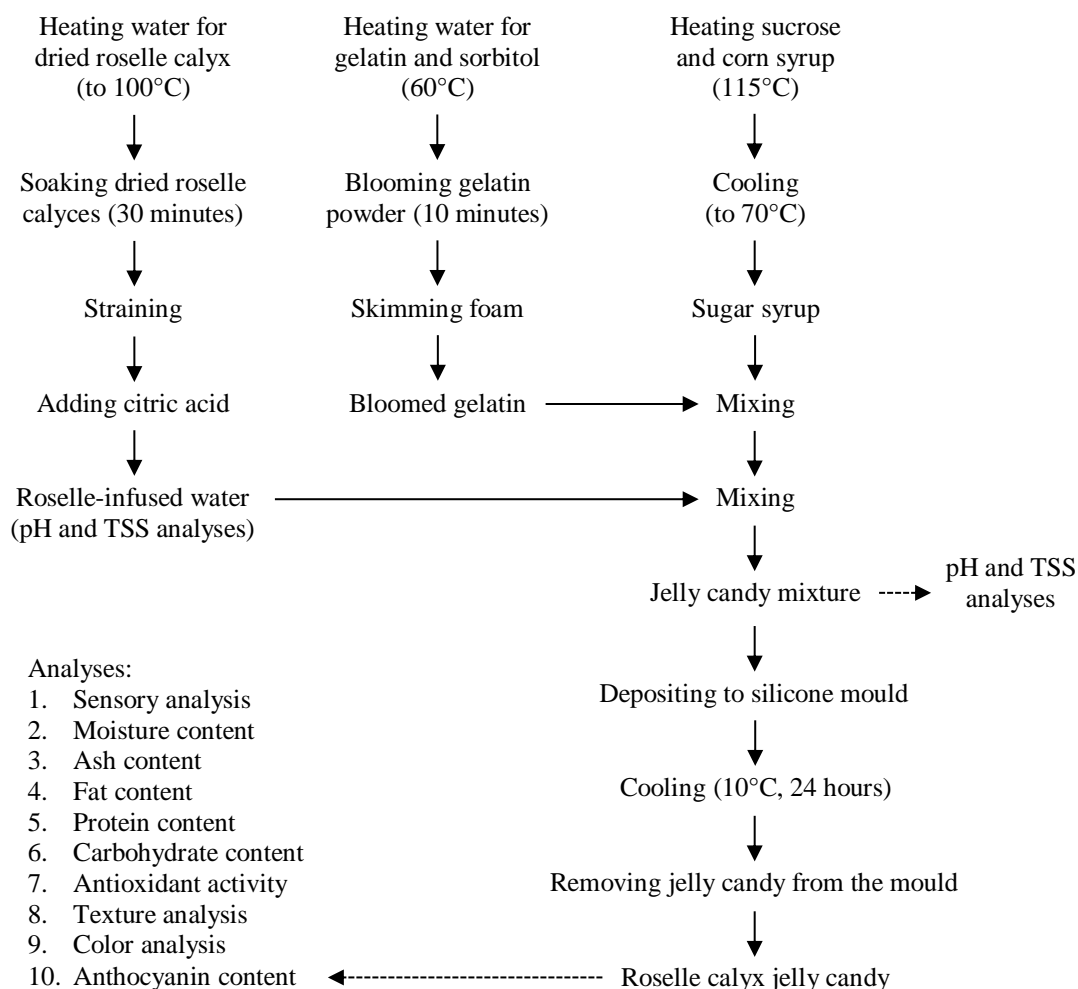 Heating water for
dried roselle calyx
(to 100°C)
Soaking dried roselle
calyces (30 minutes)
Straining
Adding citric acid
Roselle-infused water
(pH and TSS analyses)
Heating water for
gelatin and sorbitol
(60°C)
Blooming gelatin
powder (10 minutes)
Skimming foam
Bloomed gelatin
Heating sucrose
and corn syrup
(115°C)
Cooling
(to 70°C)
Sugar syrup
Mixing
Mixing
Jelly candy mixture
pH and TSS
analyses
Depositing to silicone mould
Cooling (10°C, 24 hours)
Removing jelly candy from the mould
Roselle calyx jelly candy
Analyses:
1. Sensory analysis
2. Moisture content
3. Ash content
4. Fat content
5. Protein content
6. Carbohydrate content
7. Antioxidant activity
8. Texture analysis
9. Color analysis
10. Anthocyanin content